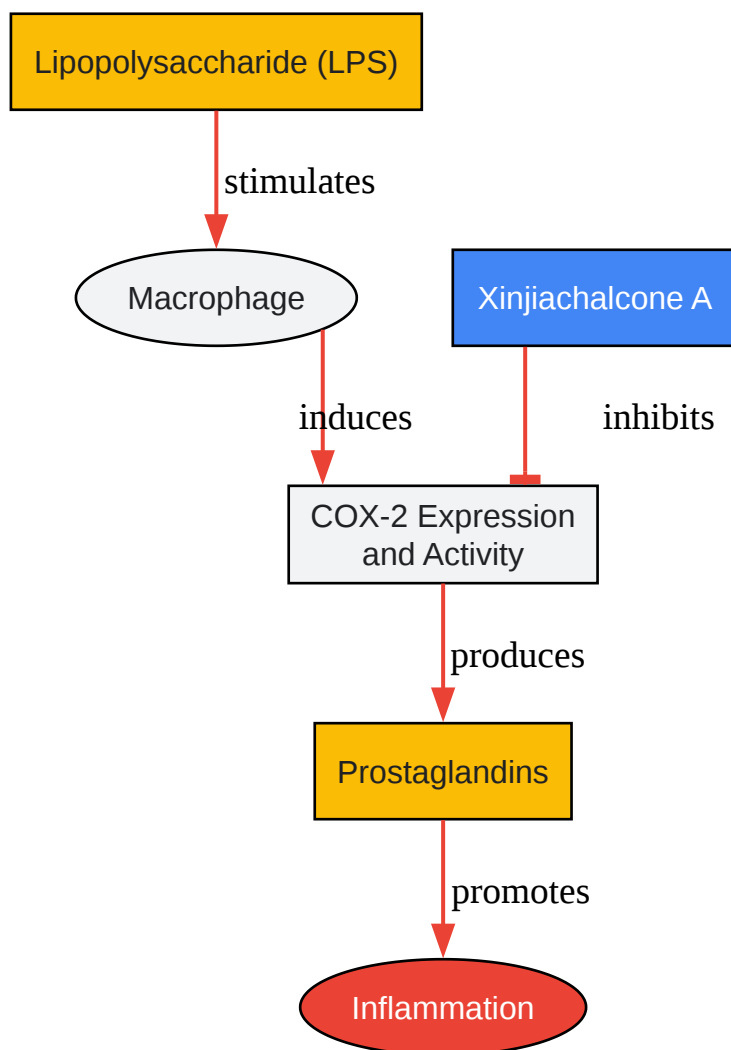 Lipopolysaccharide (LPS)
stimulates
Macrophage
Xinjiachalcone A
induces
inhibits
COX-2 Expression
and Activity
produces
Prostaglandins
promotes
Inflammation